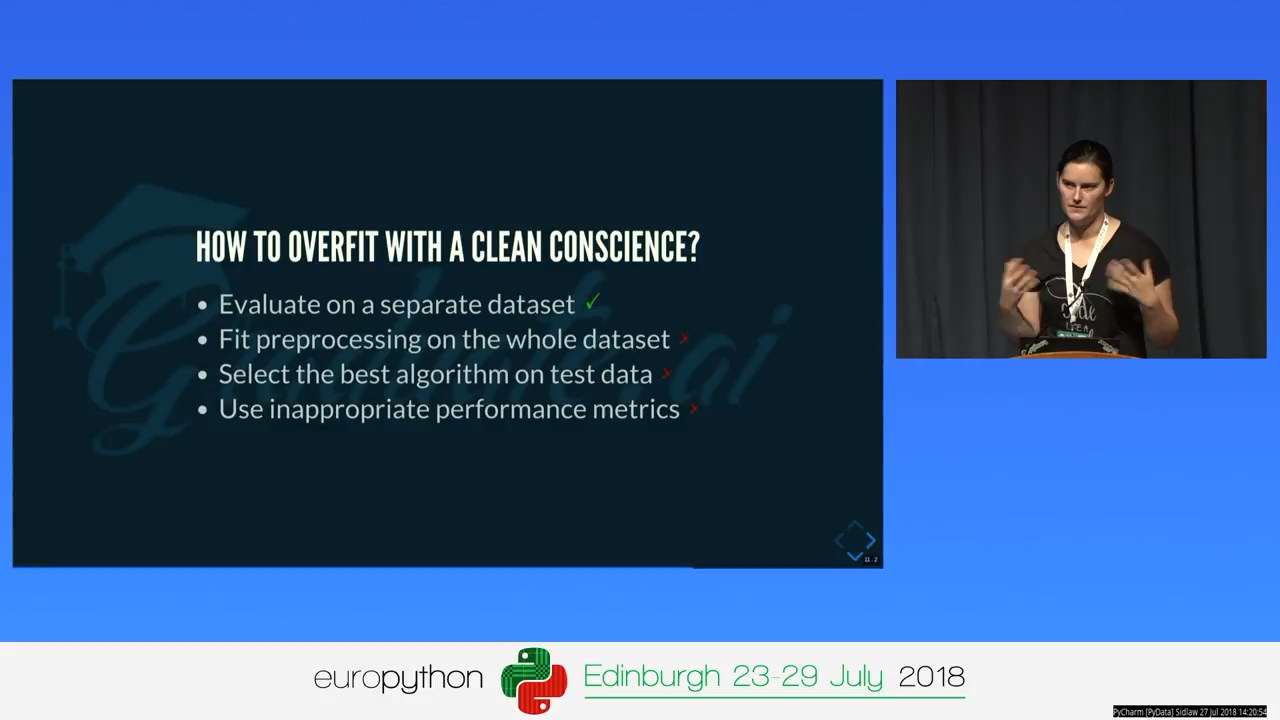 HOW TO OVERFIT WITH A CLEAN CONSCIENCE?
Evaluate on a separate dataset ✓
Fit preprocessing on the whole dataset ✗
Select the best algorithm on test data ✗
Use inappropriate performance metrics ✗
11.2
europython Edinburgh 23-29 July 2018
PyCharm [PyData] Sidlaw 27 Jul 2018 14:20:54